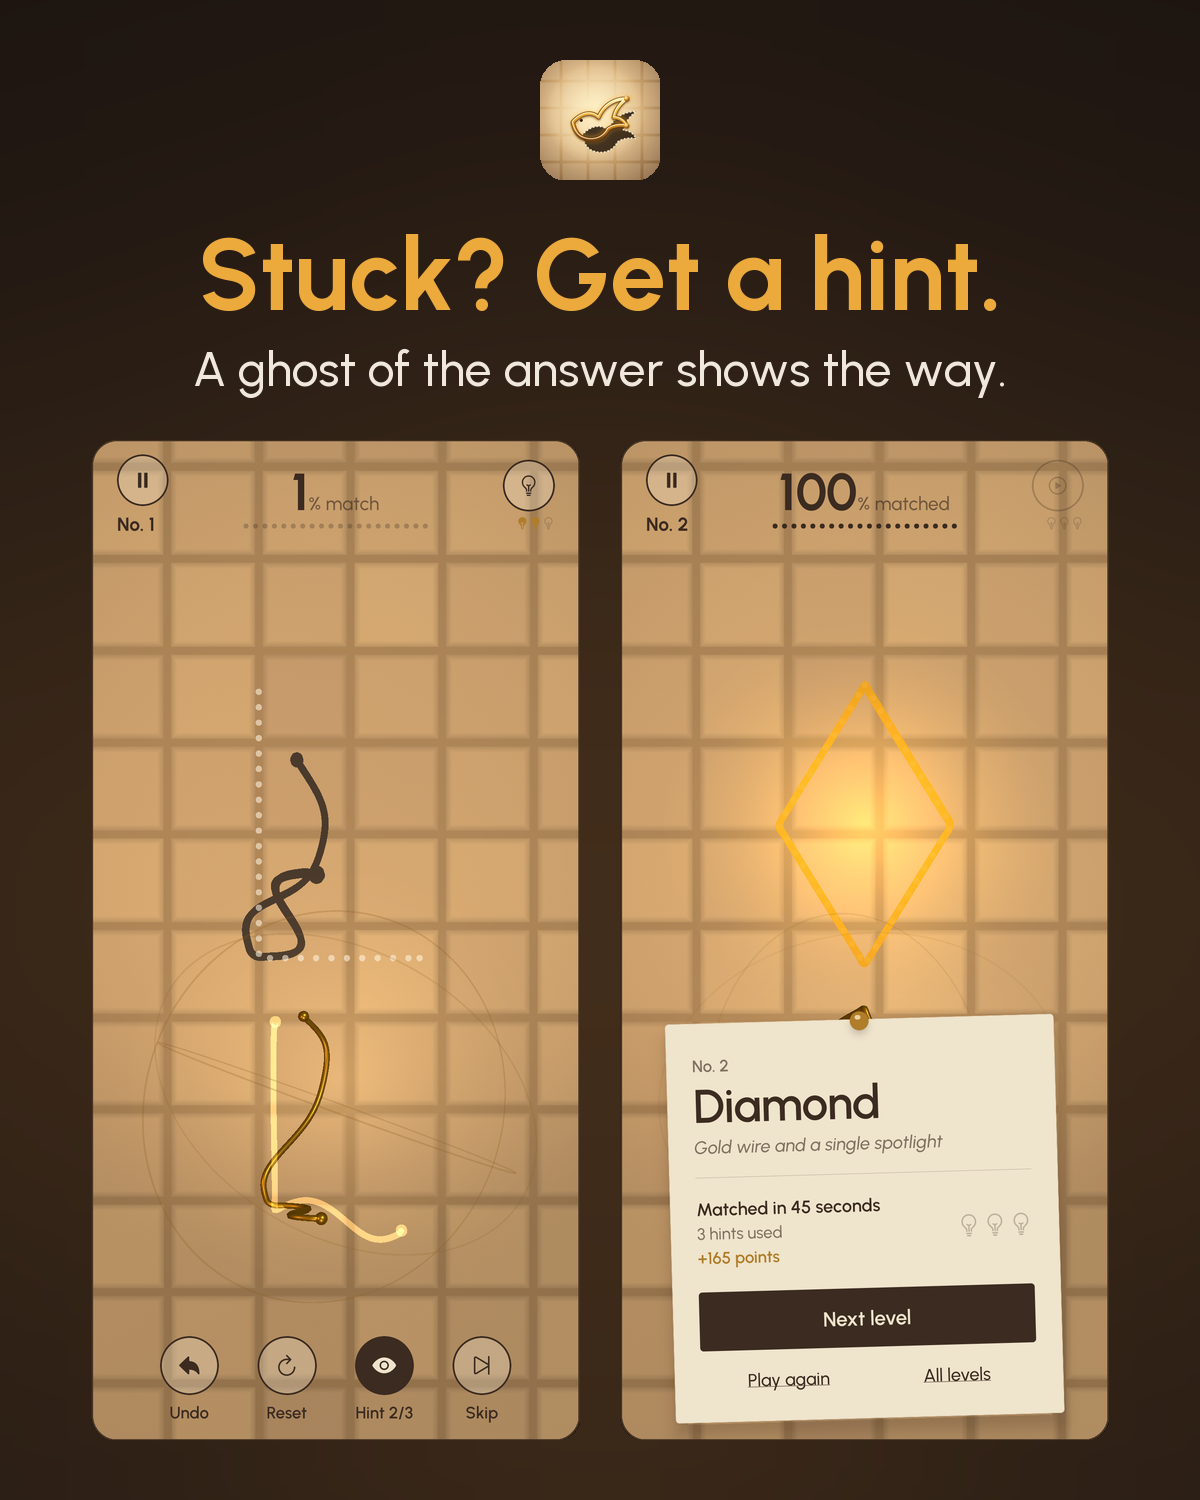 Stuck? Get a hint.
A ghost of the answer shows the way.
1% match
No. 1
Undo
Reset
Hint 2/3
Skip
100% matched
No. 2
No. 2
Diamond
Gold wire and a single spotlight
Matched in 45 seconds
3 hints used
+165 points
Next level
Play again
All levels